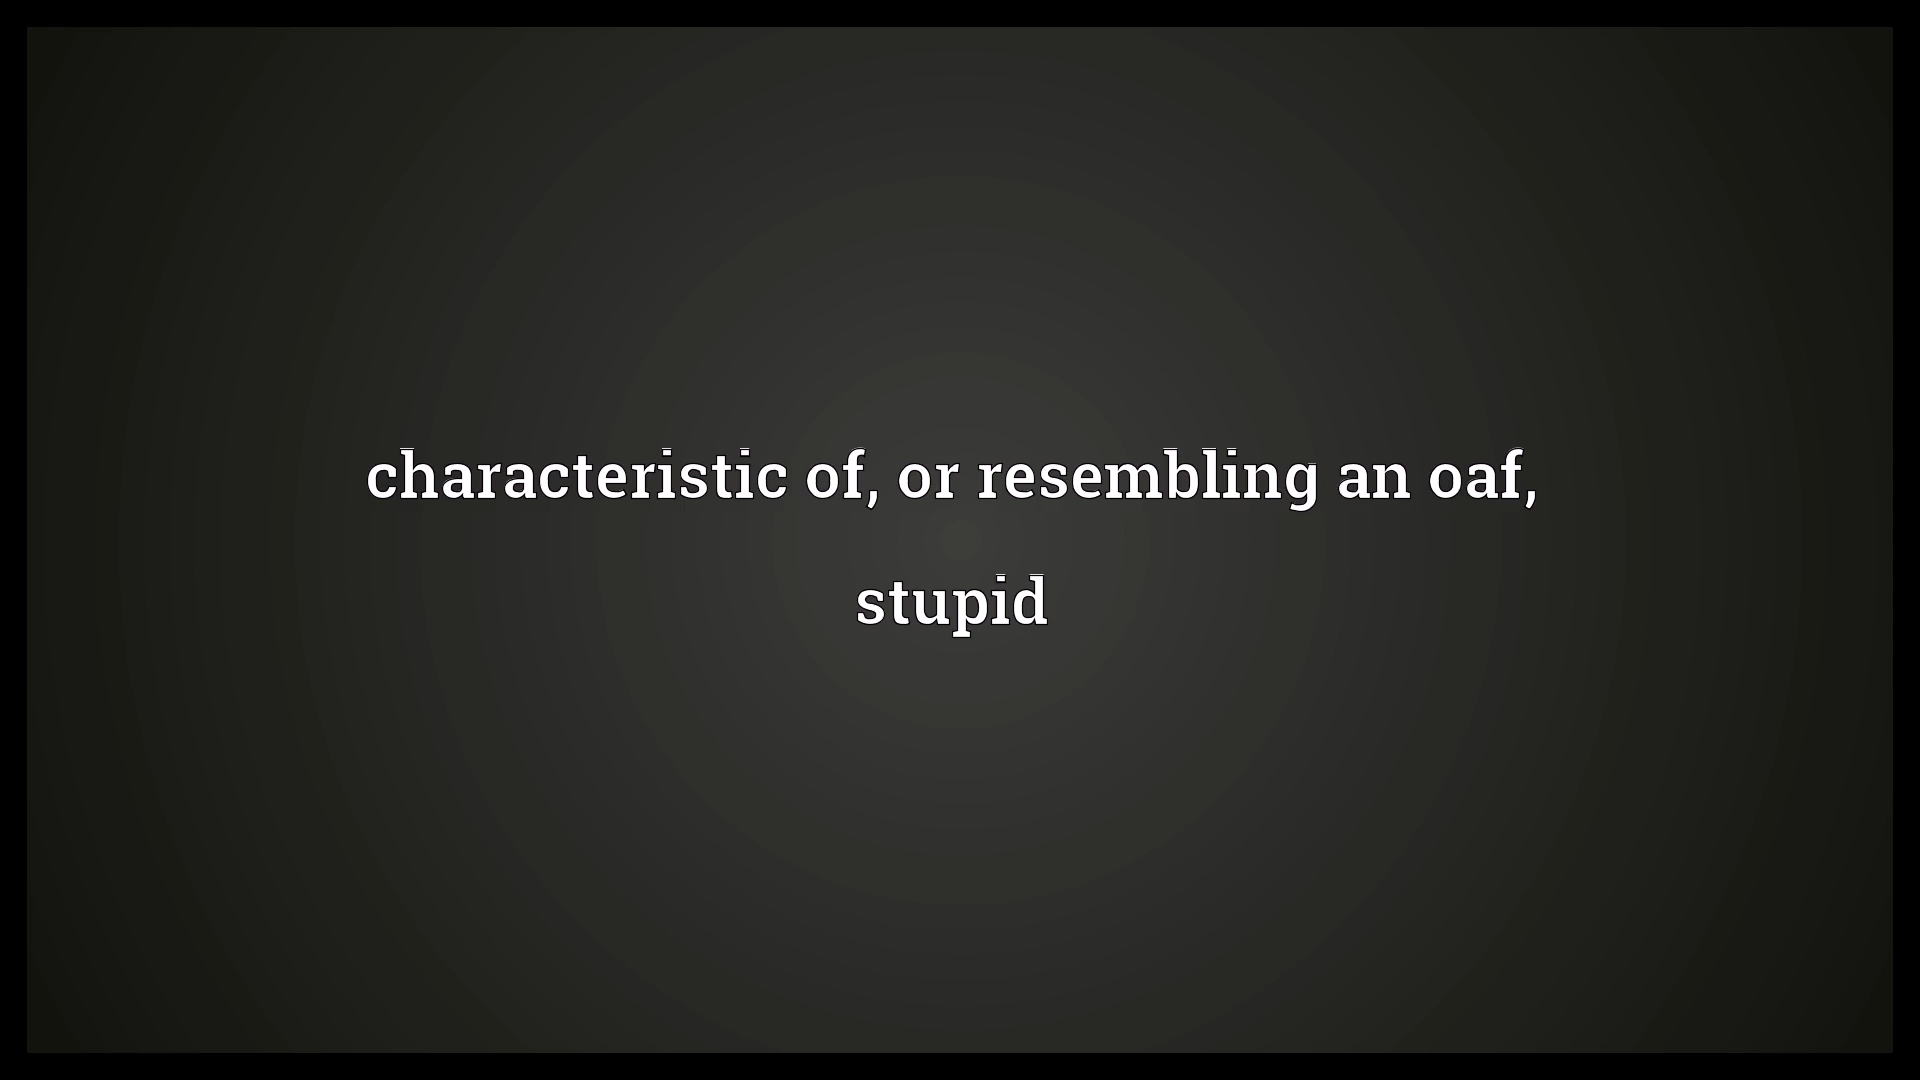 characteristic of, or resembling an oaf,
stupid